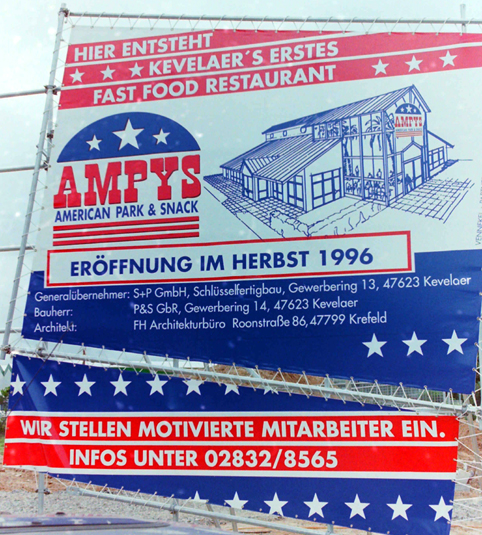 HIER ENTSTEHT
KEVELAER´S ERSTES
FAST FOOD RESTAURANT
AMPYS
AMERICAN PARK & SNACK
AMPYS
ERÖFFNUNG IM HERBST 1996
Generalübernehmer: S+P GmbH, Schlüsselfertigbau, Gewerbering 13, 47623 Kevelaer
Bauherr: P&S GbR, Gewerbering 14, 47623 Kevelaer
Architekt: FH Architekturbüro Roonstraße 86, 47799 Krefeld
WIR STELLEN MOTIVIERTE MITARBEITER EIN.
INFOS UNTER 02832/8565